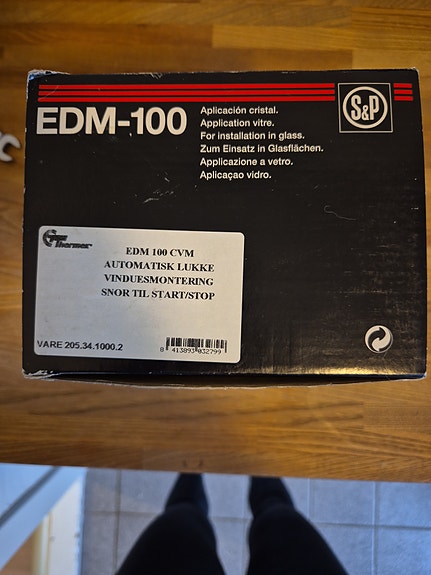 EDM-100
Aplicación cristal.
Application vitre.
For installation in glass.
Zum Einsatz in Glasflächen.
Applicazione a vetro.
Aplicaçao vidro.
S&P
Thermex
EDM 100 CVM
AUTOMATISK LUKKE
VINDUESMONTERING
SNOR TIL START/STOP
VARE 205.34.1000.2
8 413893 032799